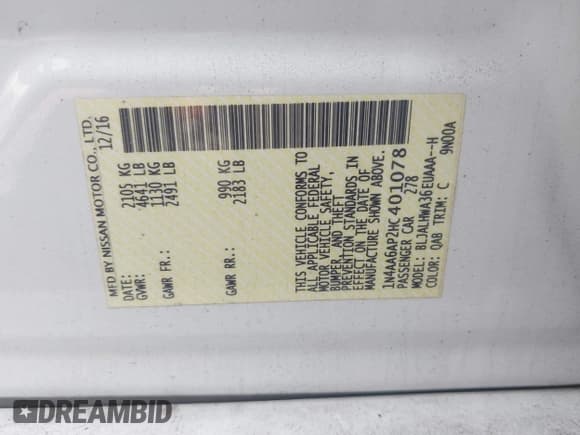 MFD BY NISSAN MOTOR CO., LTD.
DATE: 12/16
GVWR: 2105 KG
4641 LB
GAWR FR: 1130 KG
2491 LB
GAWR RR: 990 KG
2183 LB
THIS VEHICLE CONFORMS TO
ALL APPLICABLE FEDERAL
MOTOR VEHICLE SAFETY,
BUMPER, AND THEFT
PREVENTION STANDARDS IN
EFFECT ON THE DATE OF
MANUFACTURE SHOWN ABOVE.
1N4AA6AP2HC401078
PASSENGER CAR 278
MODEL: BLJALHWA36EUAAA--H
COLOR: QAB TRIM: C 9N00A
DREAMBID